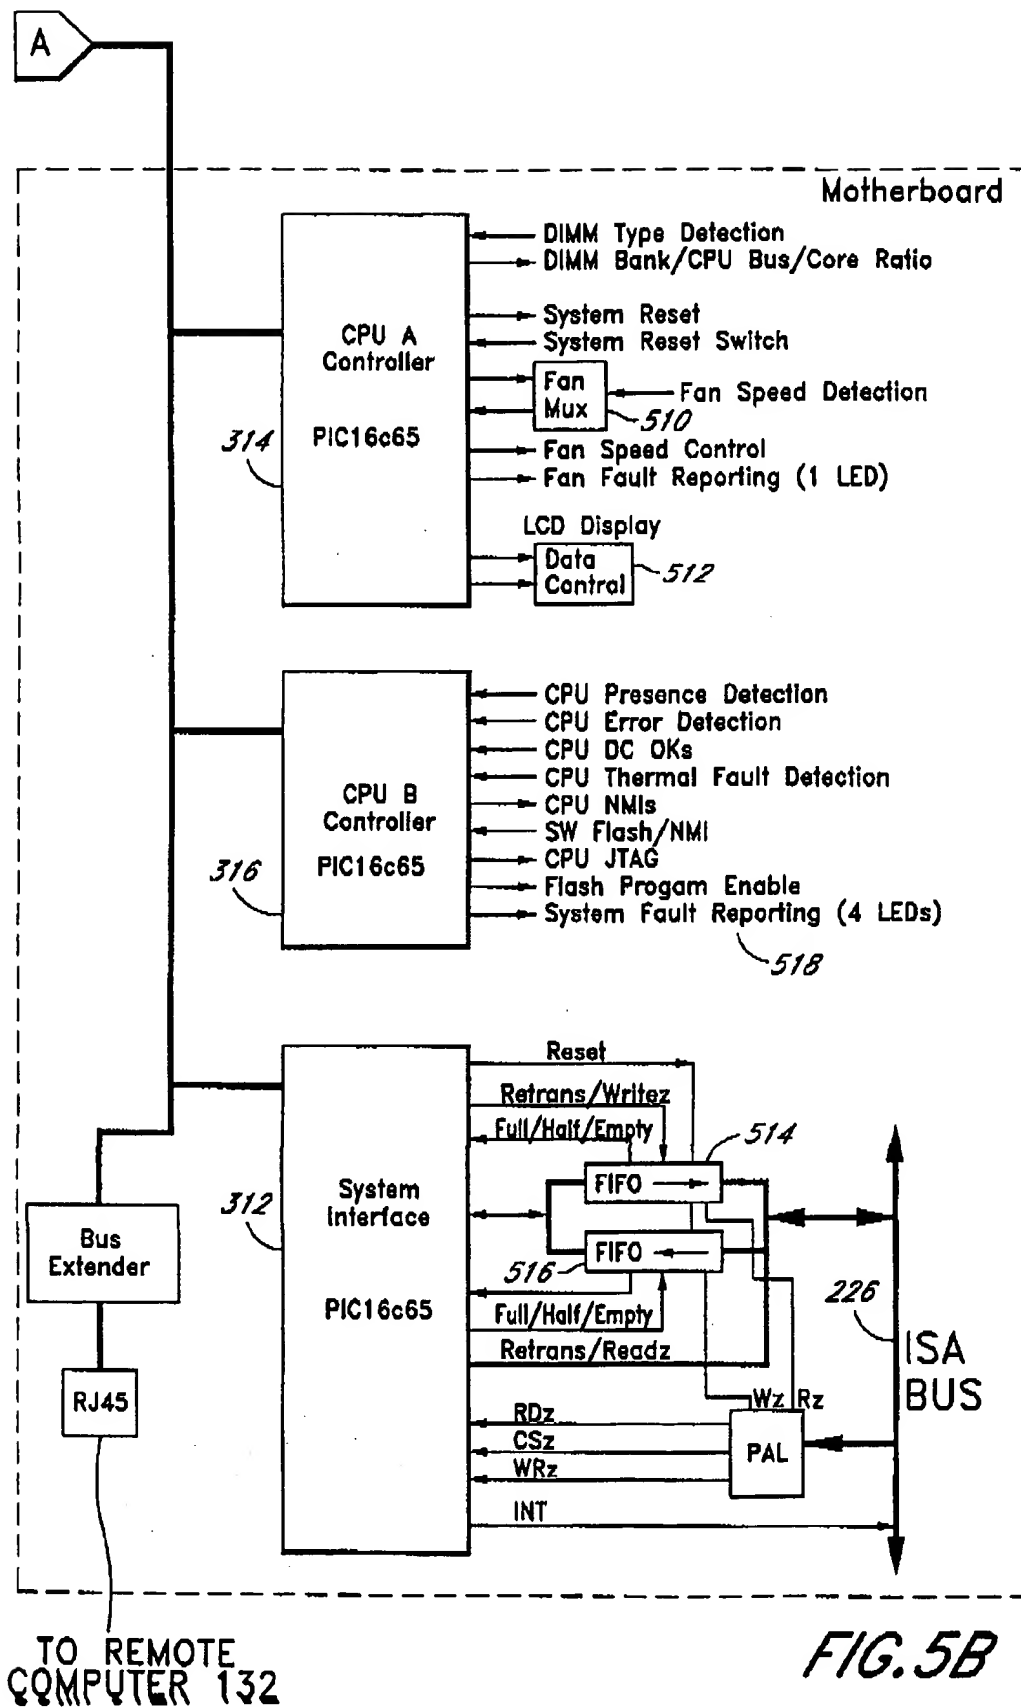 A
Motherboard
CPU A
Controller
PIC16c65
314
DIMM Type Detection
DIMM Bank/CPU Bus/Core Ratio
System Reset
System Reset Switch
Fan
Mux
Fan Speed Detection
510
Fan Speed Control
Fan Fault Reporting (1 LED)
LCD Display
Data
Control
512
CPU B
Controller
PIC16c65
316
CPU Presence Detection
CPU Error Detection
CPU DC OKs
CPU Thermal Fault Detection
CPU NMIs
SW Flash/NMI
CPU JTAG
Flash Progam Enable
System Fault Reporting (4 LEDs)
518
System
Interface
PIC16c65
312
Reset
Retrans/Writez
Full/Half/Empty
514
FIFO
FIFO
516
Full/Half/Empty
Retrans/Readz
226
ISA
BUS
Wz Rz
RDz
CSz
WRz
PAL
INT
Bus
Extender
RJ45
TO REMOTE
COMPUTER 132
FIG. 5B